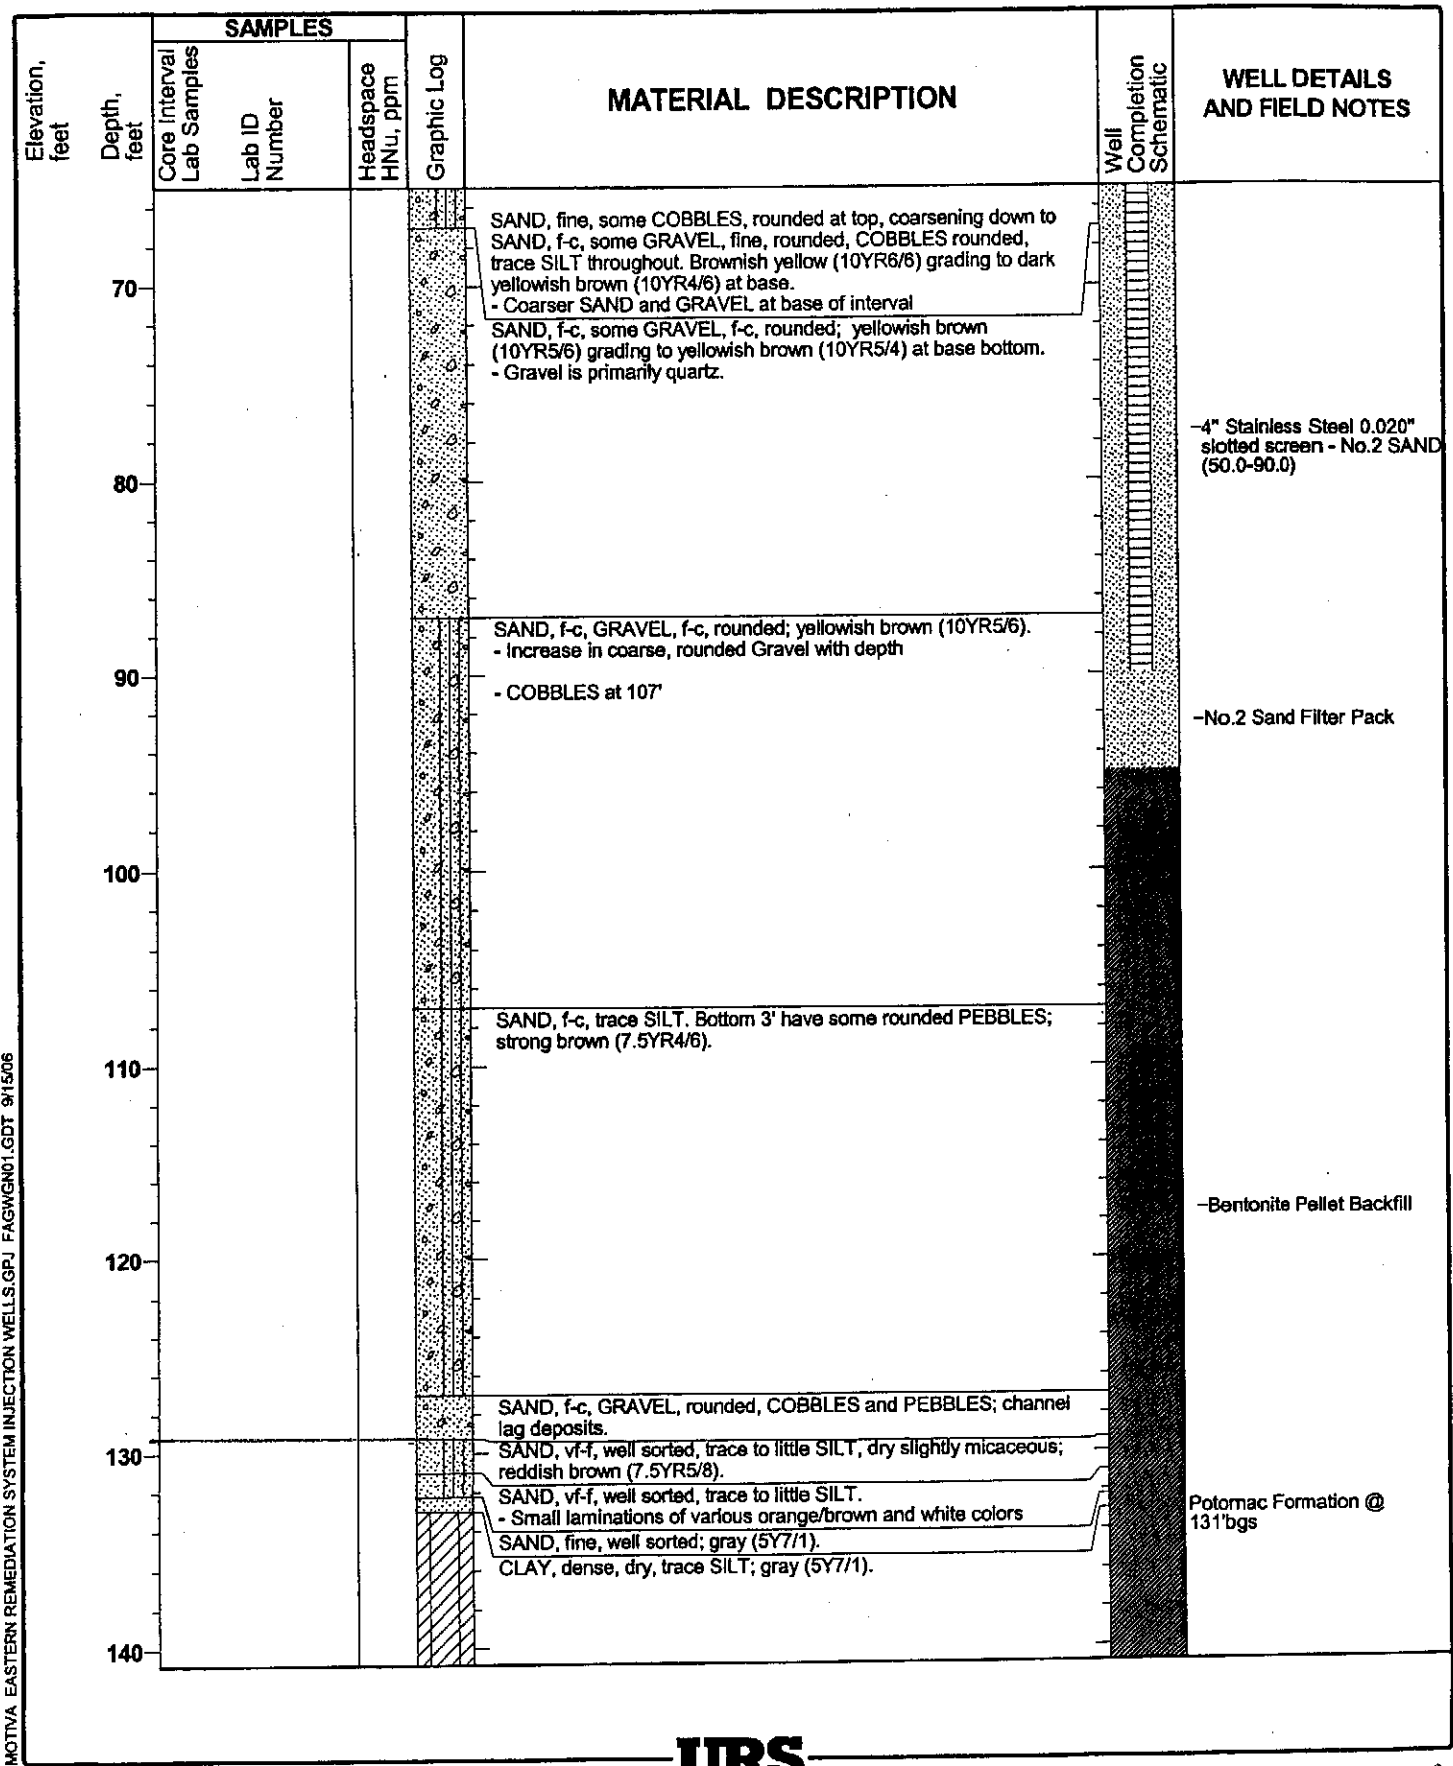 SAMPLES
Elevation,
feet
Depth,
feet
Core Interval
Lab Samples
Lab ID
Number
Headspace
HNu, ppm
Graphic Log
MATERIAL DESCRIPTION
Well
Completion
Schematic
WELL DETAILS
AND FIELD NOTES
SAND, fine, some COBBLES, rounded at top, coarsening down to
SAND, f-c, some GRAVEL, fine, rounded, COBBLES rounded,
trace SILT throughout. Brownish yellow (10YR6/6) grading to dark
yellowish brown (10YR4/6) at base.
- Coarser SAND and GRAVEL at base of interval
70
SAND, f-c, some GRAVEL, f-c, rounded; yellowish brown
(10YR5/6) grading to yellowish brown (10YR5/4) at base bottom.
- Gravel is primarily quartz.
-4" Stainless Steel 0.020"
slotted screen - No.2 SAND
(50.0-90.0)
80
SAND, f-c, GRAVEL, f-c, rounded; yellowish brown (10YR5/6).
- Increase in coarse, rounded Gravel with depth
90
- COBBLES at 107'
-No.2 Sand Filter Pack
100
SAND, f-c, trace SILT. Bottom 3' have some rounded PEBBLES;
strong brown (7.5YR4/6).
110
-Bentonite Pellet Backfill
120
SAND, f-c, GRAVEL, rounded, COBBLES and PEBBLES; channel
lag deposits.
130
SAND, vf-f, well sorted, trace to little SILT, dry slightly micaceous;
reddish brown (7.5YR5/8).
SAND, vf-f, well sorted, trace to little SILT.
- Small laminations of various orange/brown and white colors
Potomac Formation @
131'bgs
SAND, fine, well sorted; gray (5Y7/1).
CLAY, dense, dry, trace SILT; gray (5Y7/1).
140
MOTIVA EASTERN REMEDIATION SYSTEM INJECTION WELLS.GPJ FAGWGN01.GDT 9/15/06
URS